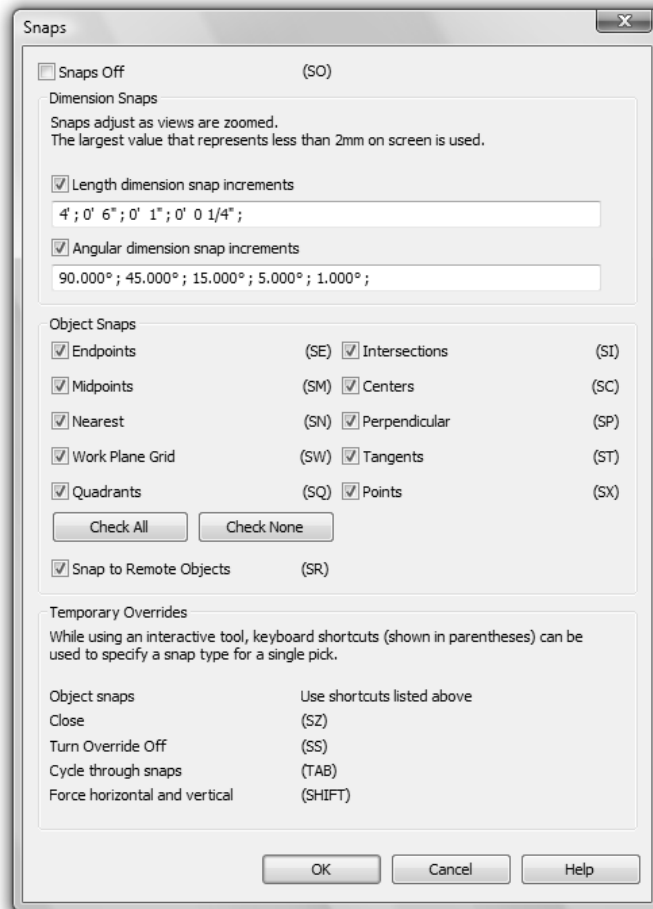 Snaps
X
Snaps Off (SO)
Dimension Snaps
Snaps adjust as views are zoomed.
The largest value that represents less than 2mm on screen is used.
Length dimension snap increments
4' ; 0' 6" ; 0' 1" ; 0' 0 1/4" ;
Angular dimension snap increments
90.000° ; 45.000° ; 15.000° ; 5.000° ; 1.000° ;
Object Snaps
Endpoints (SE) Intersections (SI)
Midpoints (SM) Centers (SC)
Nearest (SN) Perpendicular (SP)
Work Plane Grid (SW) Tangents (ST)
Quadrants (SQ) Points (SX)
Check All Check None
Snap to Remote Objects (SR)
Temporary Overrides
While using an interactive tool, keyboard shortcuts (shown in parentheses) can be
used to specify a snap type for a single pick.
Object snaps Use shortcuts listed above
Close (SZ)
Turn Override Off (SS)
Cycle through snaps (TAB)
Force horizontal and vertical (SHIFT)
OK Cancel Help